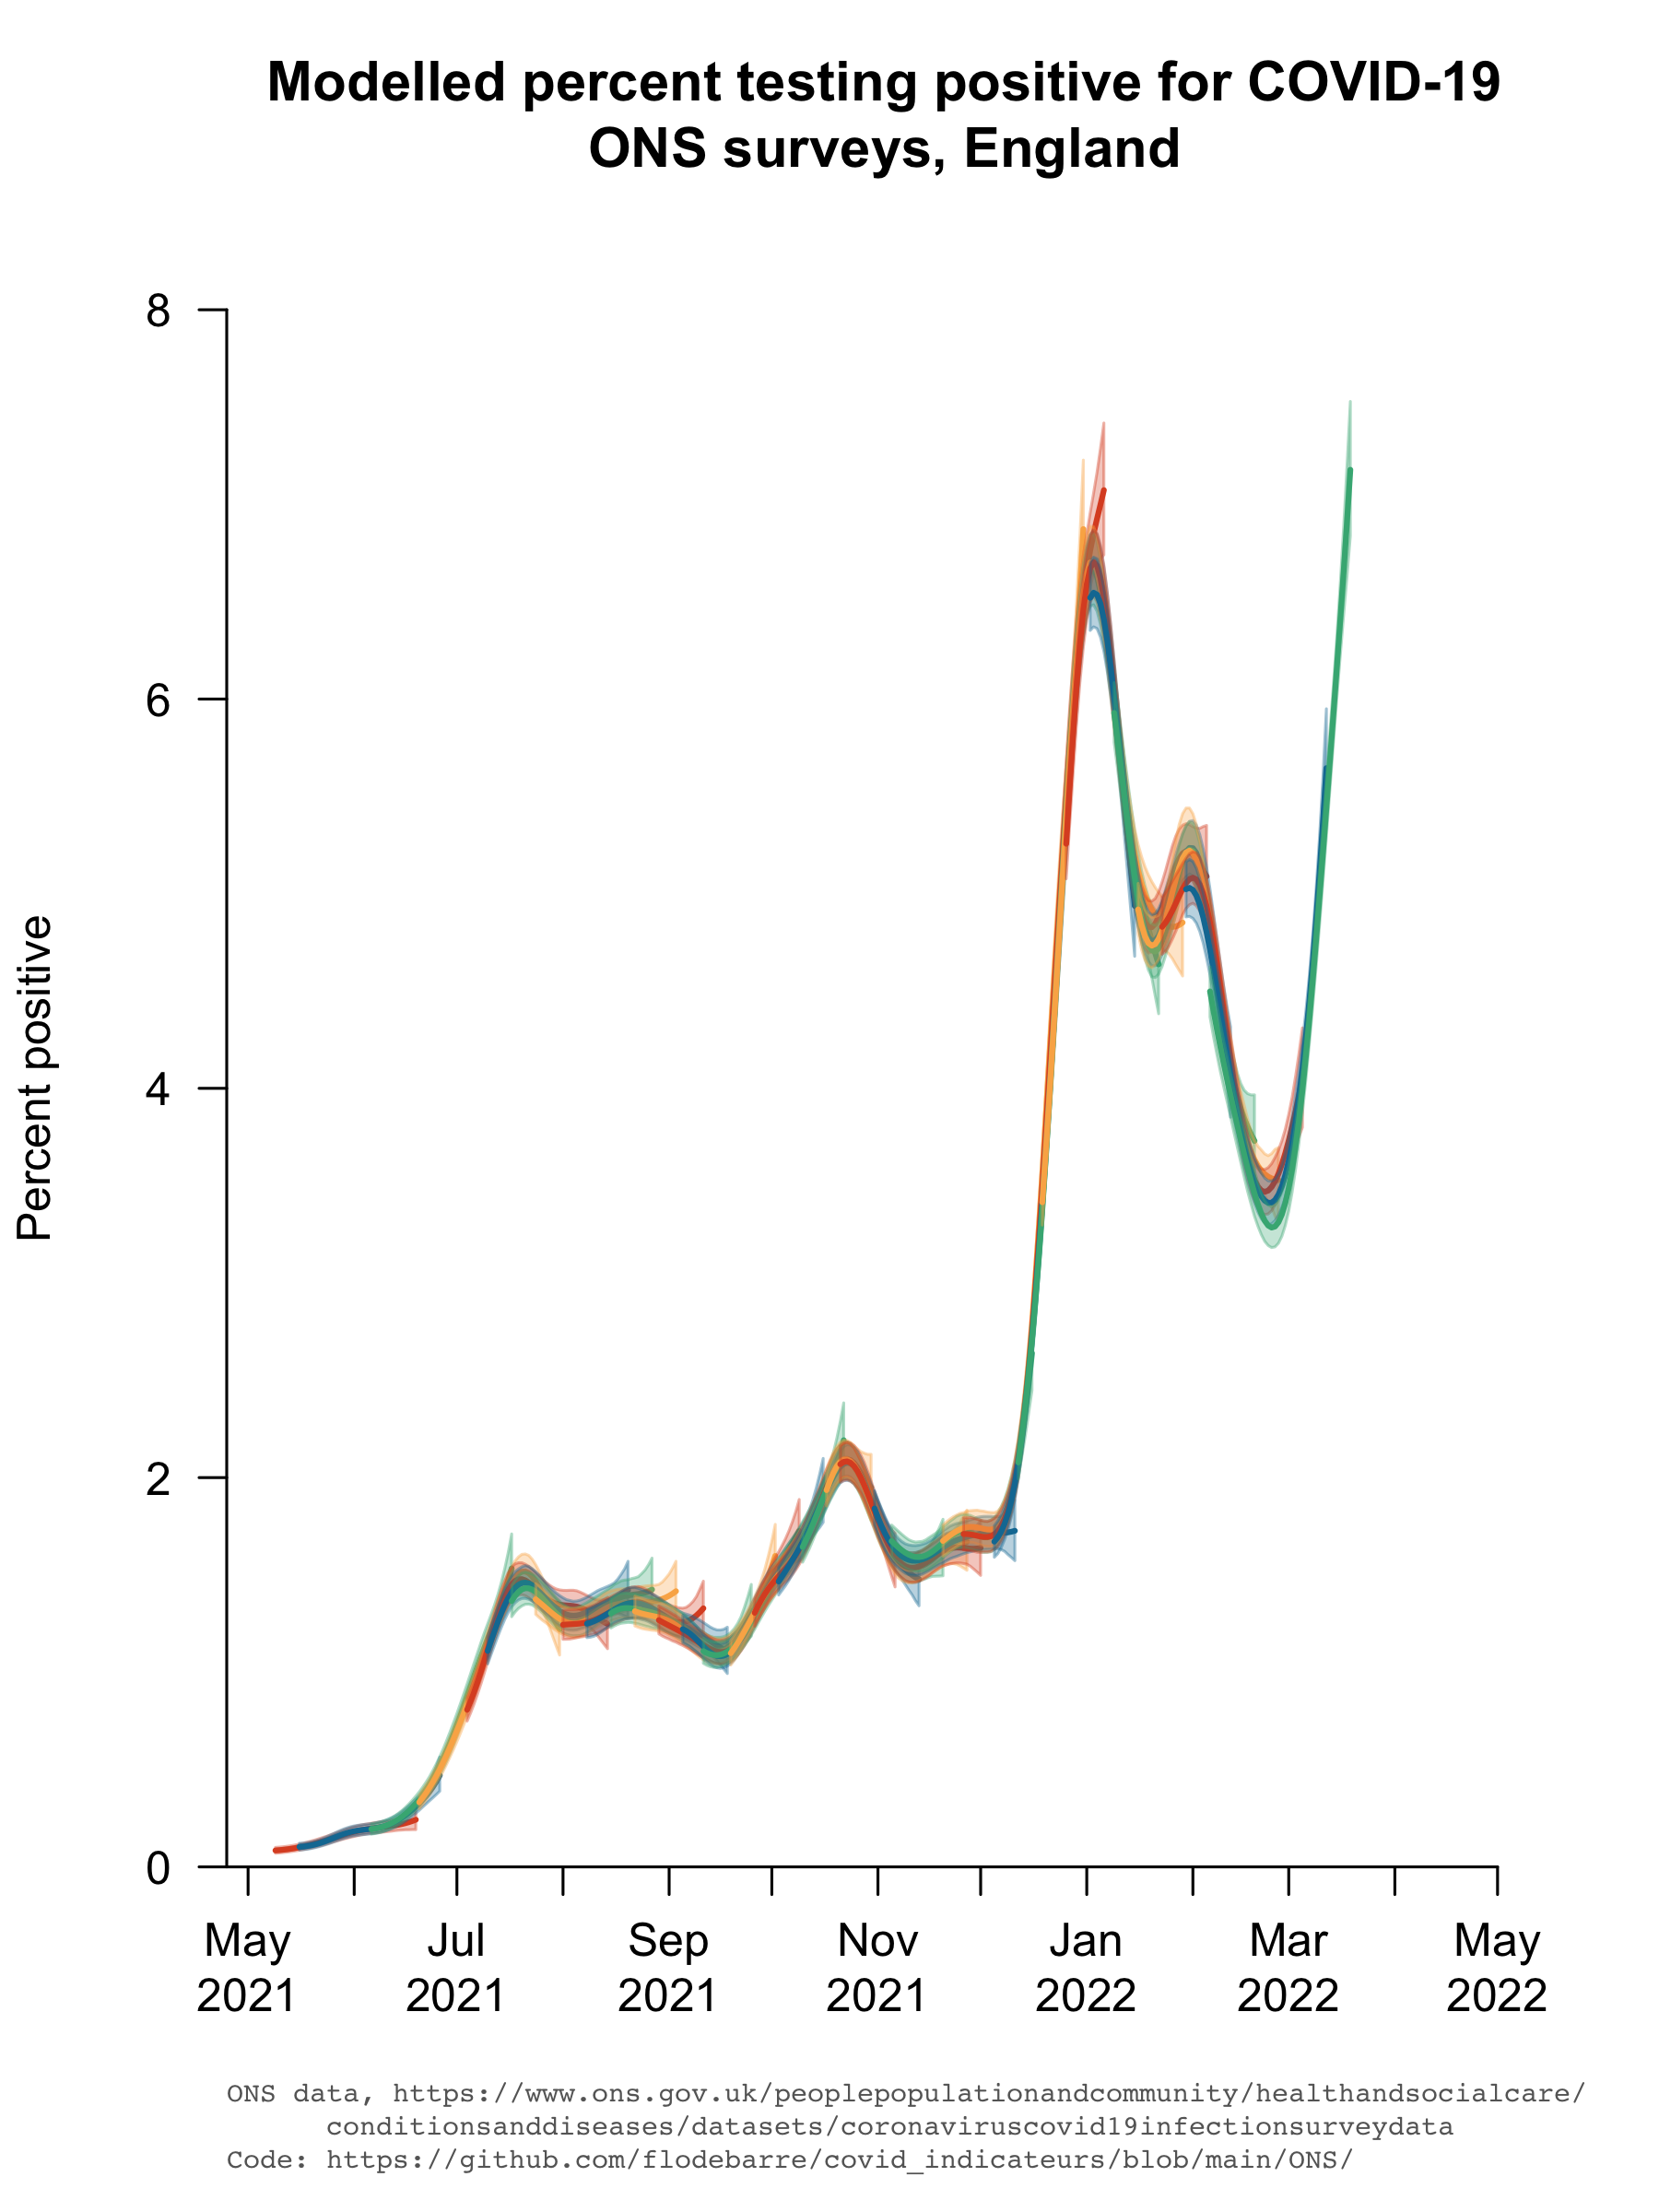 Modelled percent testing positive for COVID-19
ONS surveys, England
8
6
4
2
0
Percent positive
May Jul Sep Nov Jan Mar May
2021 2021 2021 2021 2022 2022 2022
ONS data, https://www.ons.gov.uk/peoplepopulationandcommunity/healthandsocialcare/
conditionsanddiseases/datasets/coronaviruscovid19infectionsurveydata
Code: https://github.com/flodebarre/covid_indicateurs/blob/main/ONS/